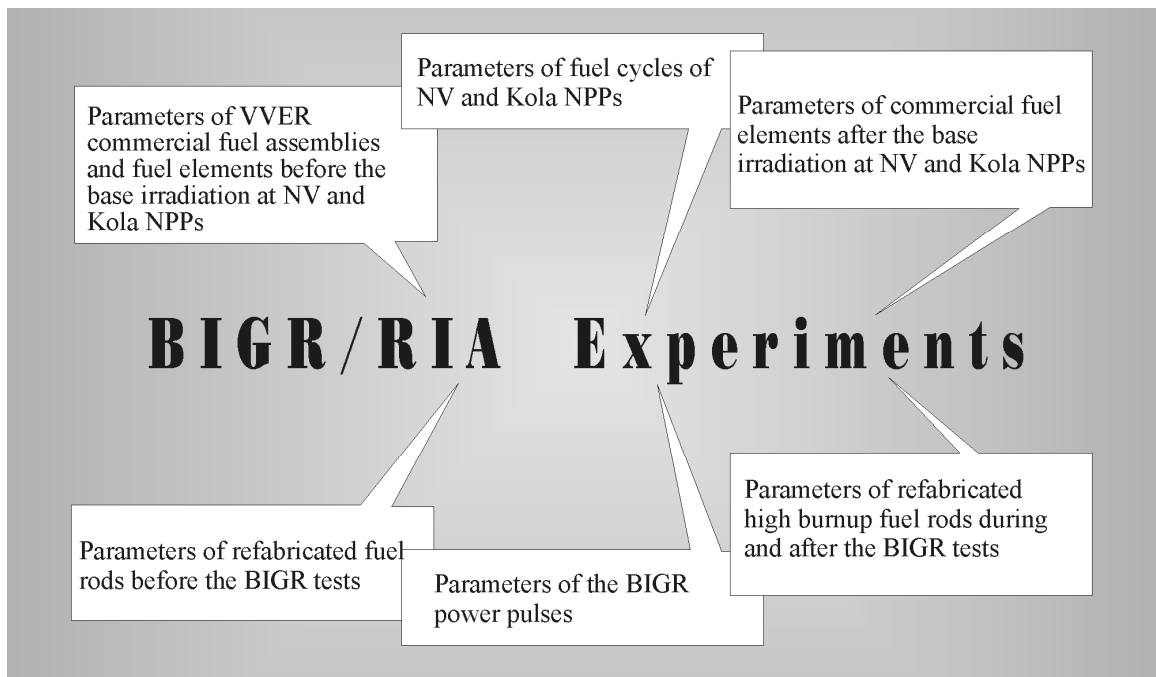 Parameters of fuel cycles of
NV and Kola NPPs
Parameters of VVER
commercial fuel assemblies
and fuel elements before the
base irradiation at NV and
Kola NPPs
Parameters of commercial fuel
elements after the base
irradiation at NV and Kola NPPs
BIGR/RIA Experiments
Parameters of refabricated fuel
rods before the BIGR tests
Parameters of the BIGR
power pulses
Parameters of refabricated
high burnup fuel rods during
and after the BIGR tests